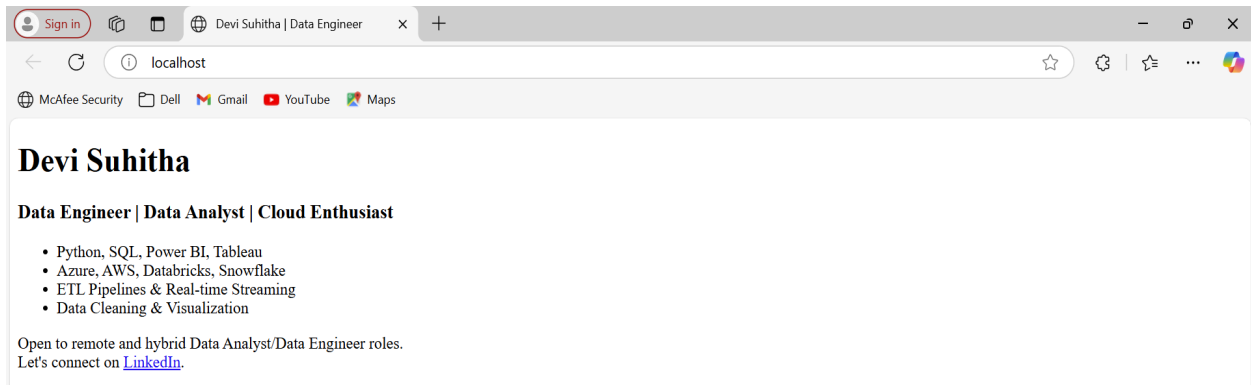 Sign in
Devi Suhitha | Data Engineer
localhost
McAfee Security Dell Gmail YouTube Maps
Devi Suhitha
Data Engineer | Data Analyst | Cloud Enthusiast
• Python, SQL, Power BI, Tableau
• Azure, AWS, Databricks, Snowflake
• ETL Pipelines & Real-time Streaming
• Data Cleaning & Visualization
Open to remote and hybrid Data Analyst/Data Engineer roles.
Let's connect on LinkedIn.